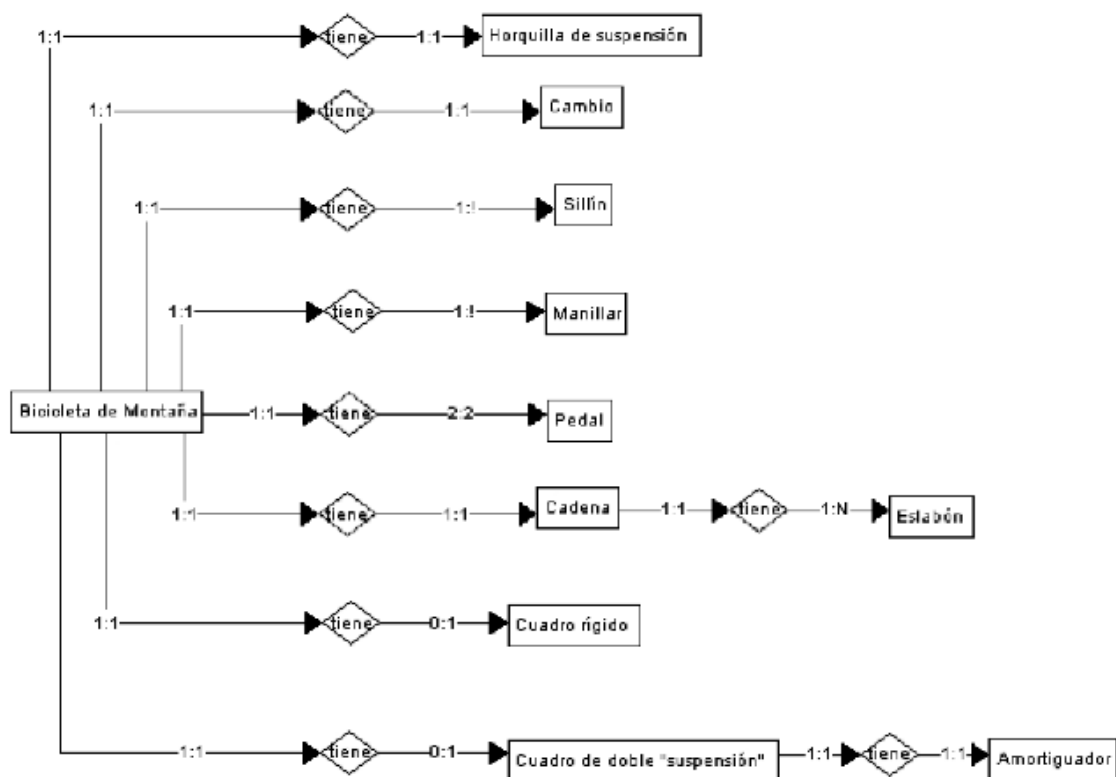 1:1 tiene 1:1 Horquilla de suspensión
1:1 tiene 1:1 Cambio
1:1 tiene 1:! Sillín
1:1 tiene 1:! Manillar
Bicicleta de Montaña 1:1 tiene 2:2 Pedal
1:1 tiene 1:1 Cadena 1:1 tiene 1:N Eslabón
1:1 tiene 0:1 Cuadro rígido
1:1 tiene 0:1 Cuadro de doble "suspensión" 1:1 tiene 1:1 Amortiguador